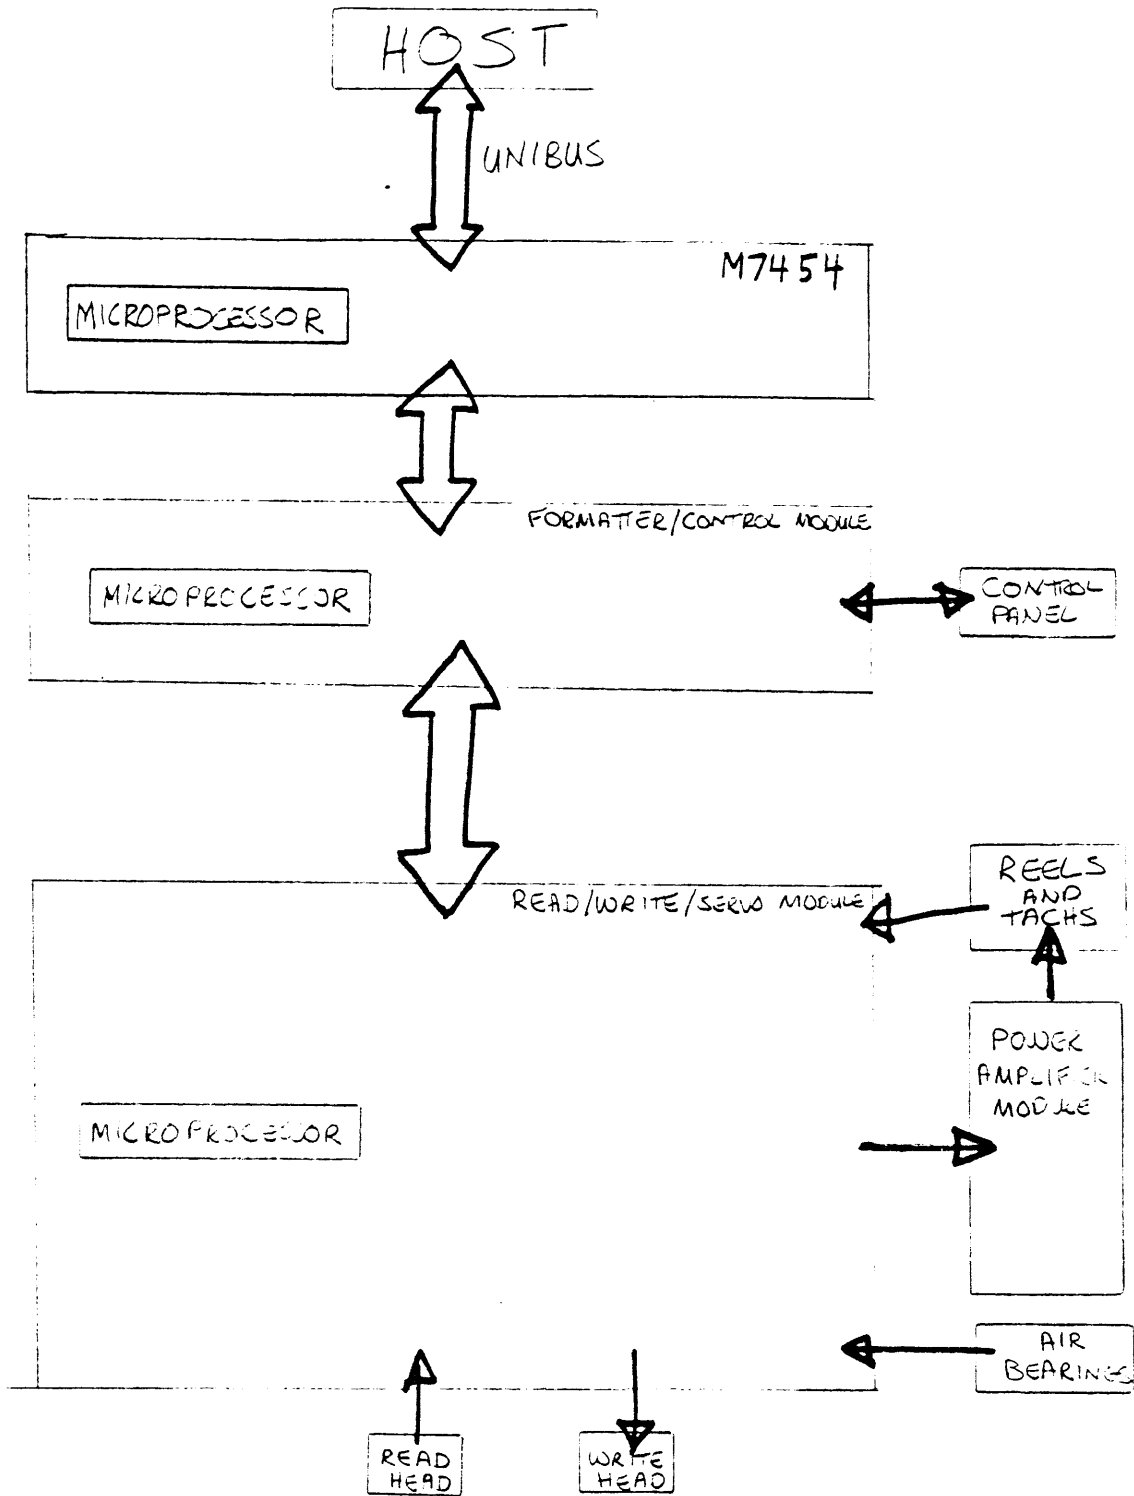 HOST
UNIBUS
M7454
MICROPROCESSOR
FORMATTER/CONTROL MODULE
MICROPROCESSOR
CONTROL
PANEL
READ/WRITE/SERVO MODULE
REELS
AND
TACHS
POWER
AMPLIFIER
MODULE
MICROPROCESSOR
AIR
BEARINGS
READ
HEAD
WRITE
HEAD